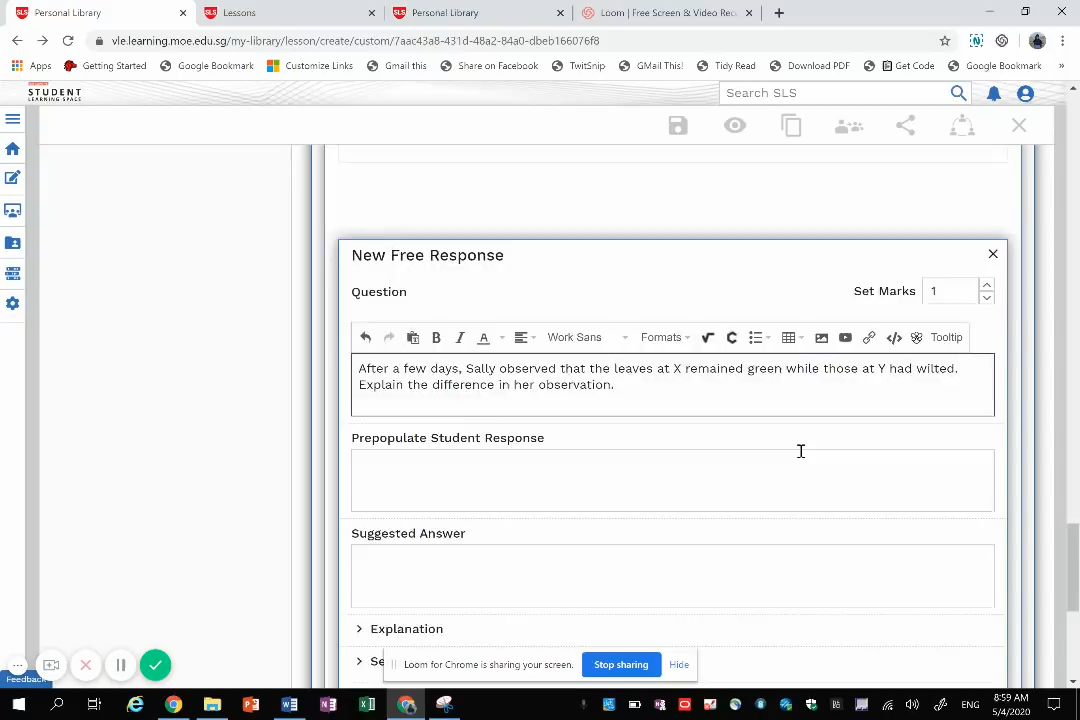 SLS Personal Library
SLS Lessons
SLS Personal Library
Loom | Free Screen & Video Rec
vle.learning.moe.edu.sg/my-library/lesson/create/custom/7aac43a8-431d-48a2-84a0-dbeb166076f8
Apps Getting Started Google Bookmark Customize Links Gmail this Share on Facebook TwitSnip GMail This! Tidy Read Download PDF Get Code Google Bookmark »
STUDENT
LEARNING SPACE
Search SLS
New Free Response
Question
Set Marks 1
B I A Work Sans Formats C Tooltip
After a few days, Sally observed that the leaves at X remained green while those at Y had wilted.
Explain the difference in her observation.
Prepopulate Student Response
Suggested Answer
Explanation
Se
Loom for Chrome is sharing your screen. Stop sharing Hide
Feedback
ENG
8:59 AM
5/4/2020